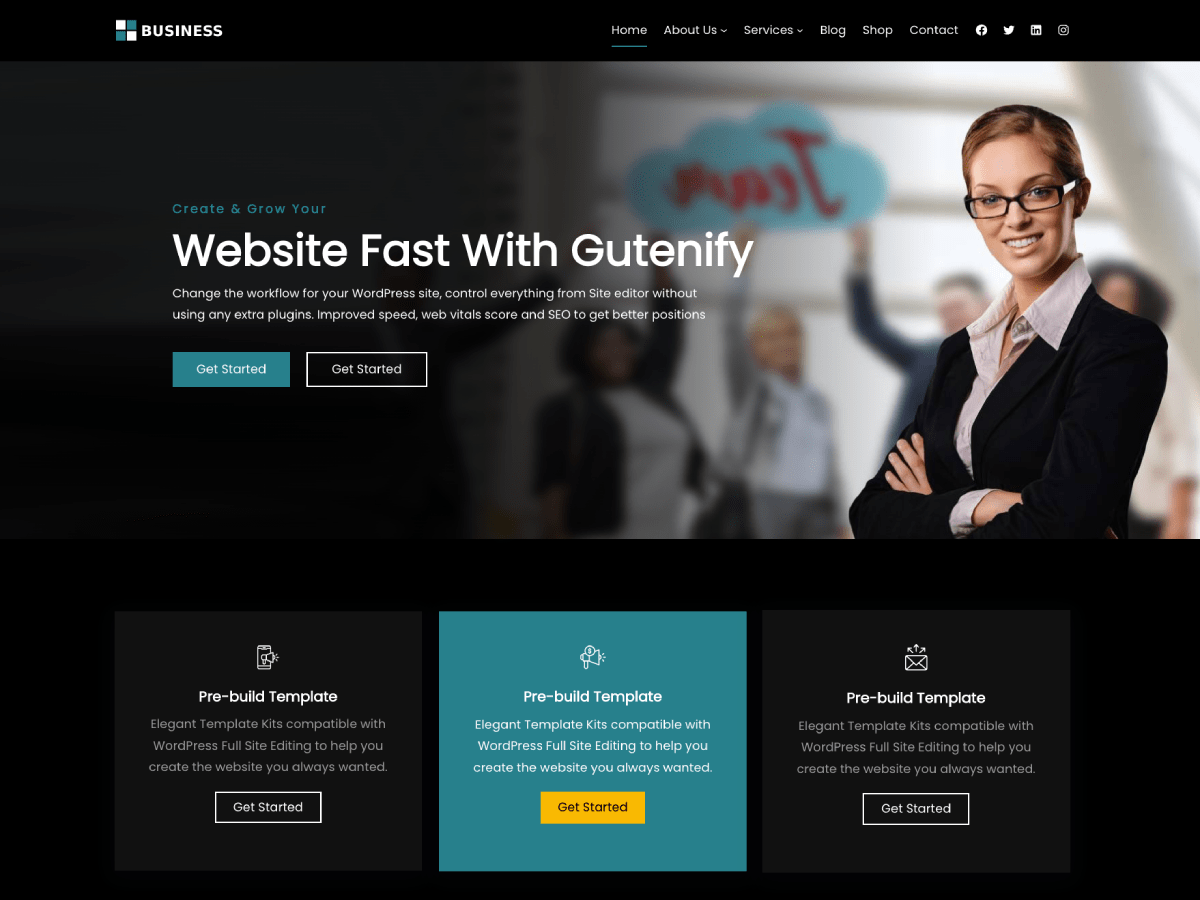 BUSINESS
Home About Us Services Blog Shop Contact
Team
Create & Grow Your
Website Fast With Gutenify
Change the workflow for your WordPress site, control everything from Site editor without
using any extra plugins. Improved speed, web vitals score and SEO to get better positions
Get Started Get Started
Pre-build Template
Elegant Template Kits compatible with
WordPress Full Site Editing to help you
create the website you always wanted.
Get Started
Pre-build Template
Elegant Template Kits compatible with
WordPress Full Site Editing to help you
create the website you always wanted.
Get Started
Pre-build Template
Elegant Template Kits compatible with
WordPress Full Site Editing to help you
create the website you always wanted.
Get Started